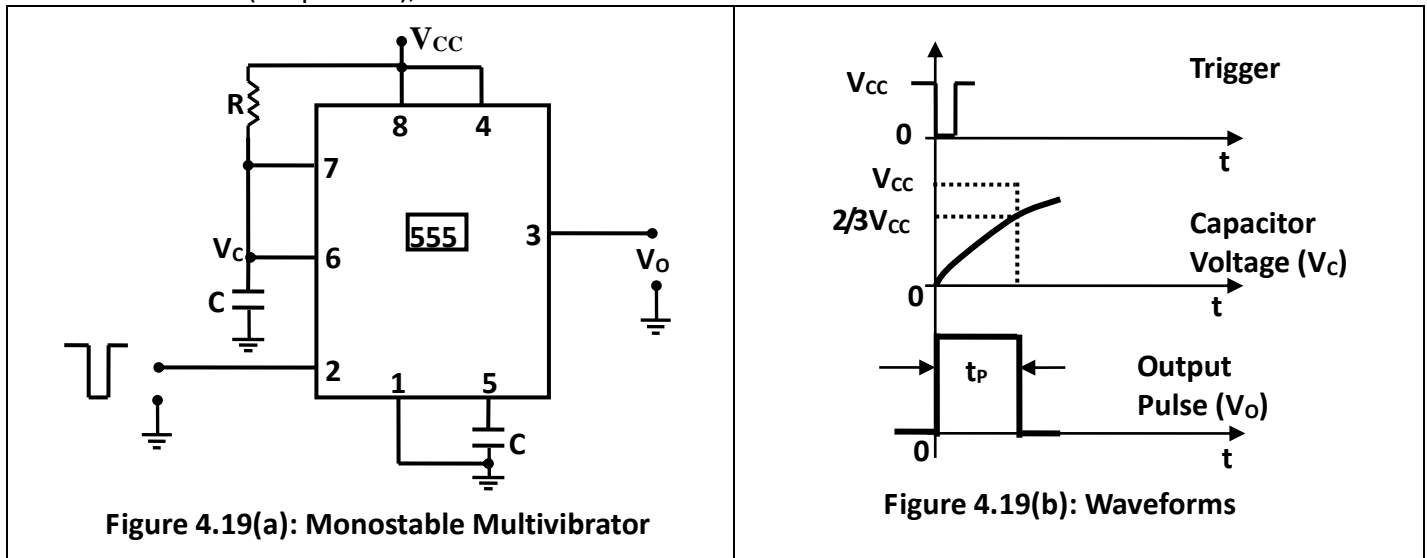 VCC
R
8 4
7
555
3
VC
6
VO
C
2
1 5
C
Figure 4.19(a): Monostable Multivibrator
Trigger
VCC
0
t
VCC
2/3VCC
Capacitor
Voltage (VC)
0
t
tP
Output
Pulse (VO)
0
t
Figure 4.19(b): Waveforms